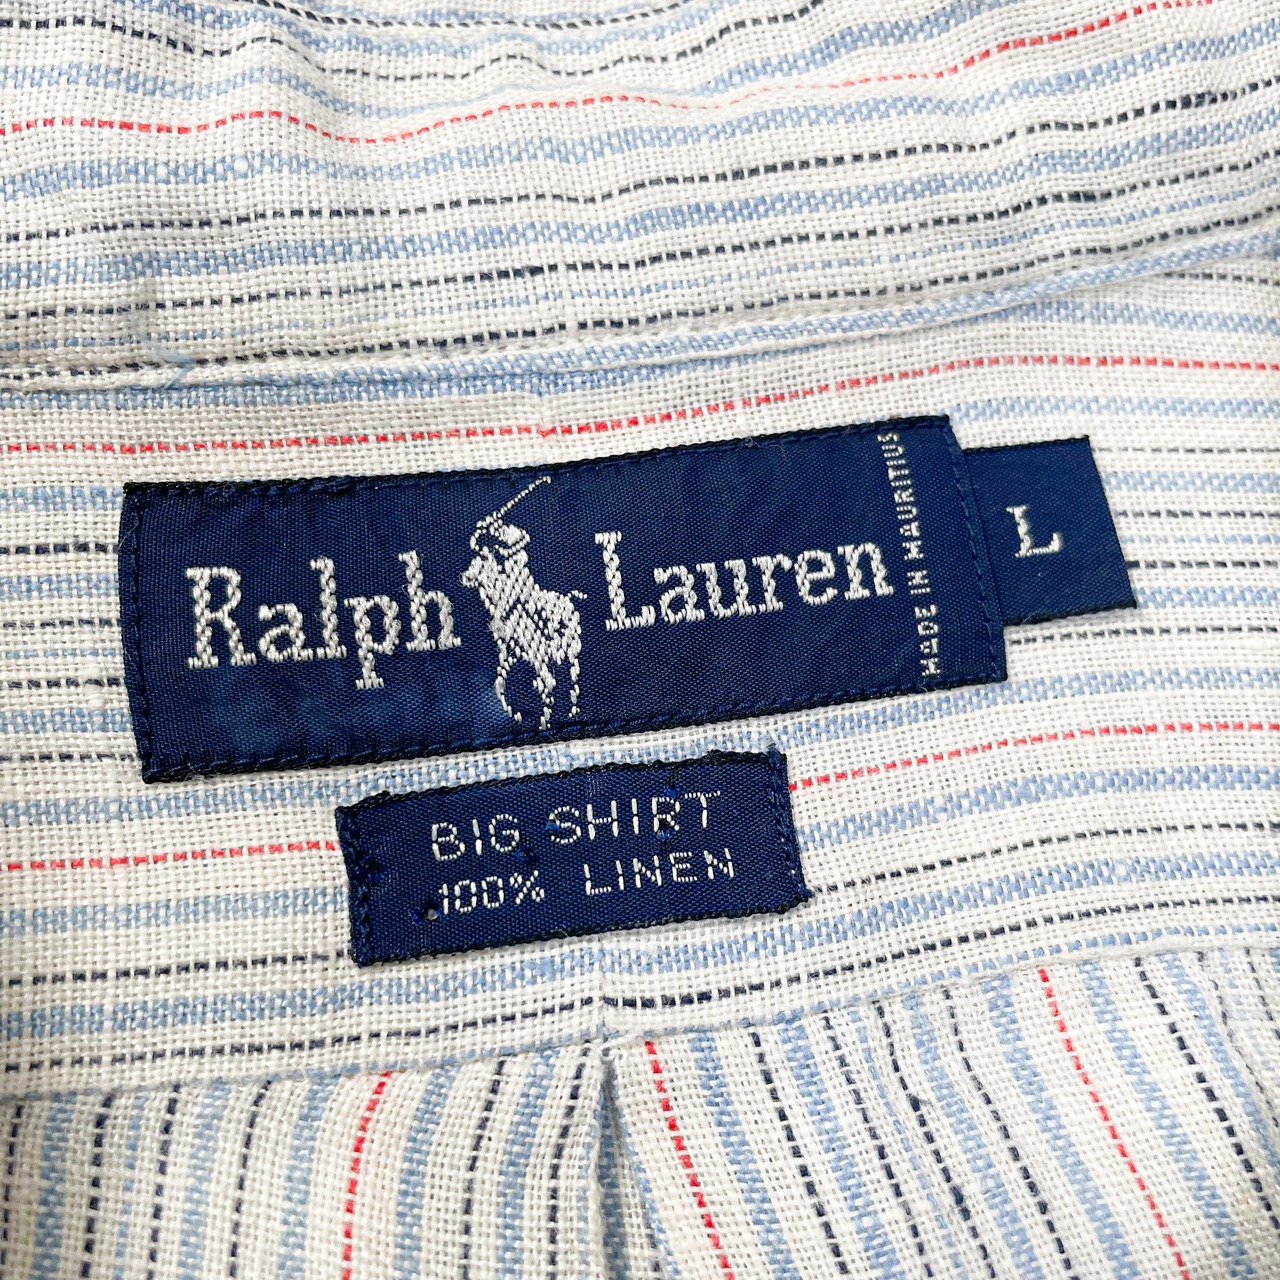 Ralph Lauren
MADE IN MAURITIUS
L
BIG SHIRT
100% LINEN